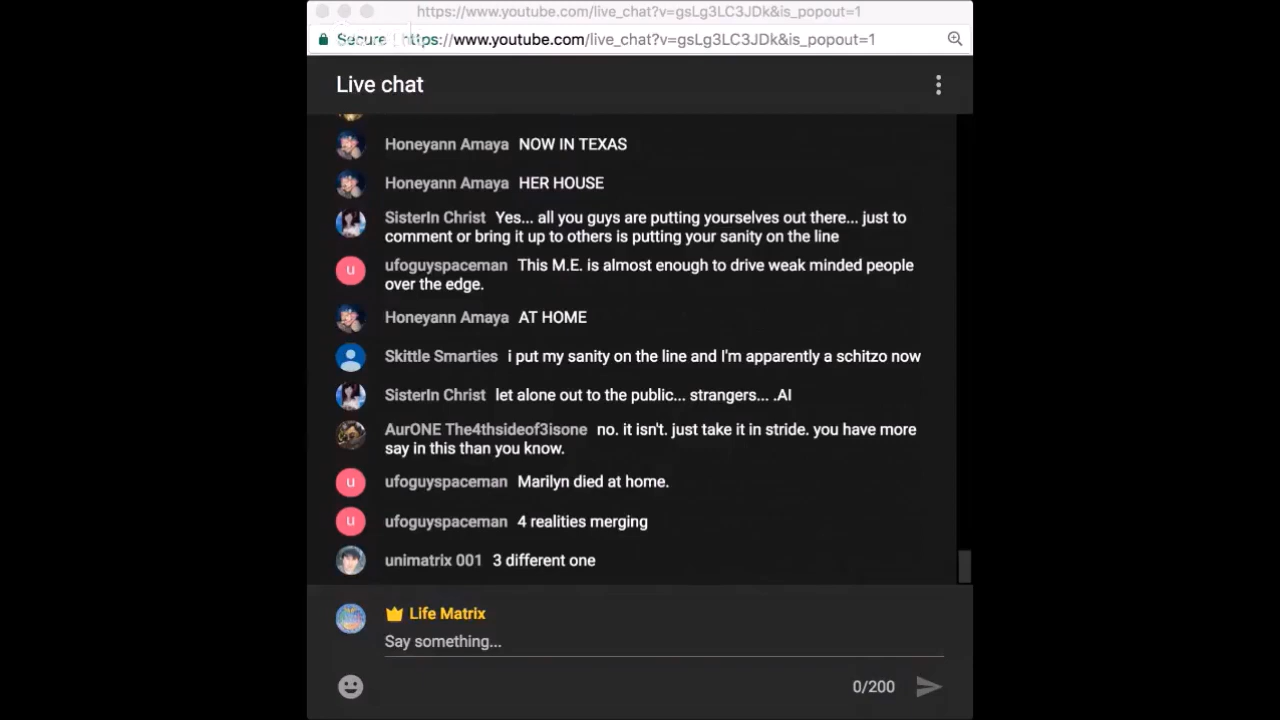 https://www.youtube.com/live_chat?v=gsLg3LC3JDk&is_popout=1
Secure https://www.youtube.com/live_chat?v=gsLg3LC3JDk&is_popout=1
Live chat
Honeyann Amaya NOW IN TEXAS
Honeyann Amaya HER HOUSE
SisterIn Christ Yes... all you guys are putting yourselves out there... just to
comment or bring it up to others is putting your sanity on the line
u
ufoguyspaceman This M.E. is almost enough to drive weak minded people
over the edge.
Honeyann Amaya AT HOME
Skittle Smarties i put my sanity on the line and I'm apparently a schitzo now
SisterIn Christ let alone out to the public... strangers... .AI
AurONE The4thsideof3isone no. it isn't. just take it in stride. you have more
say in this than you know.
u ufoguyspaceman Marilyn died at home.
u ufoguyspaceman 4 realities merging
unimatrix 001 3 different one
Life Matrix
Say something...
0/200